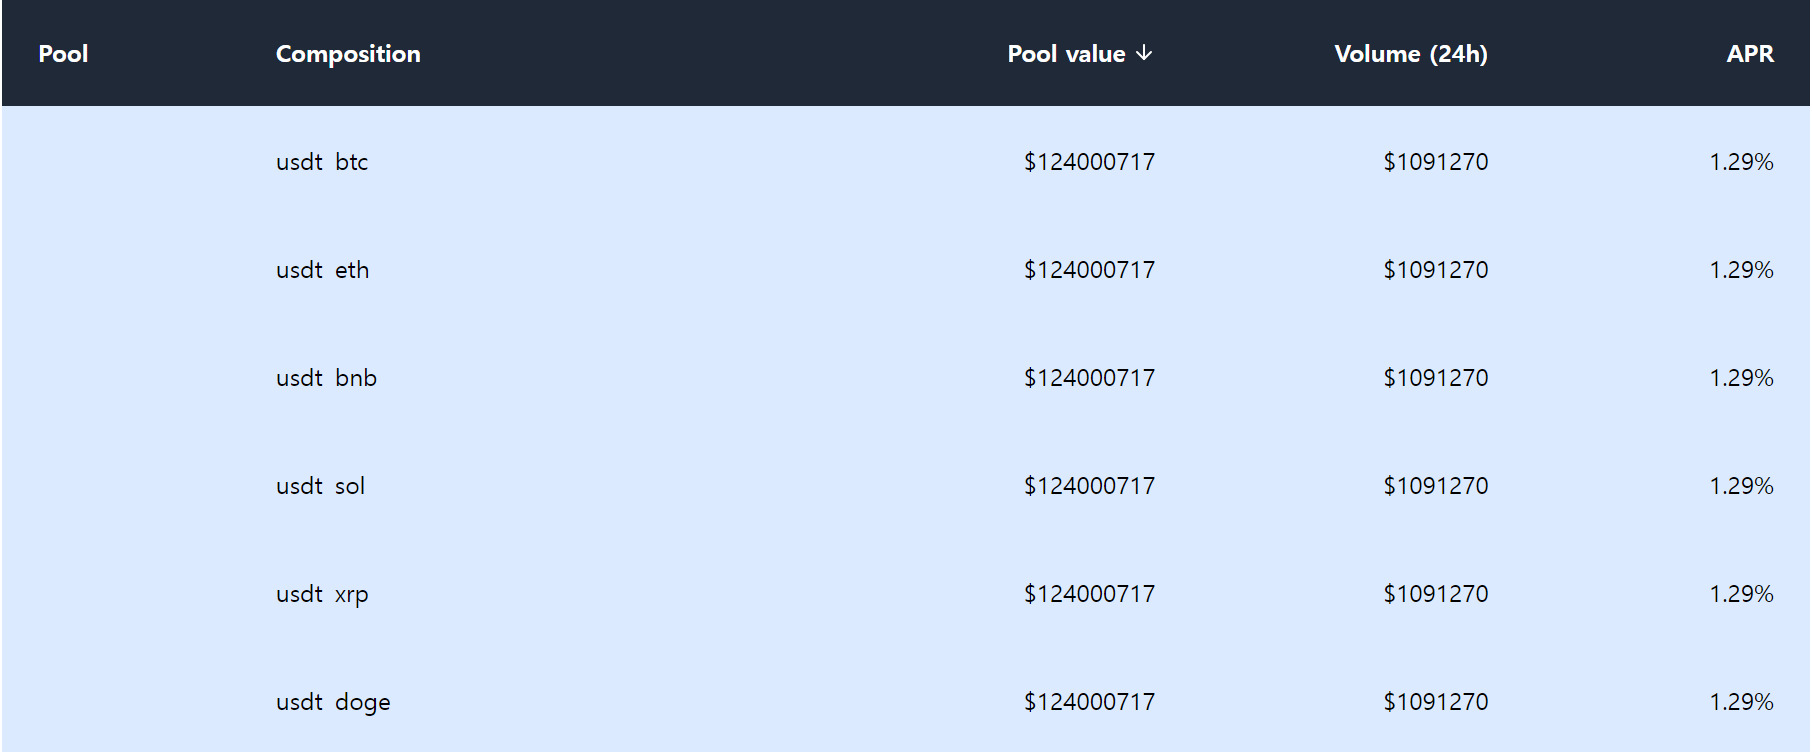 Pool Composition Pool value ↓ Volume (24h) APR
usdt btc $124000717 $1091270 1.29%
usdt eth $124000717 $1091270 1.29%
usdt bnb $124000717 $1091270 1.29%
usdt sol $124000717 $1091270 1.29%
usdt xrp $124000717 $1091270 1.29%
usdt doge $124000717 $1091270 1.29%